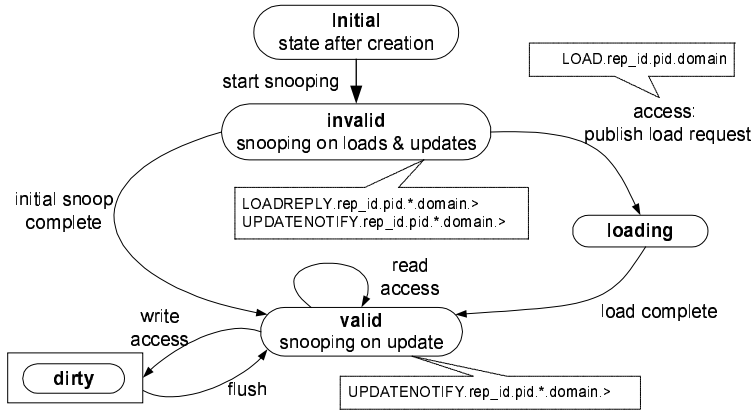 Initial
state after creation
LOAD.rep_id.pid.domain
start snooping
access:
publish load request
invalid
snooping on loads & updates
initial snoop
complete
LOADREPLY.rep_id.pid.*.domain.>
UPDATENOTIFY.rep_id.pid.*.domain.>
loading
read
access
load complete
write
access
valid
snooping on update
dirty
flush
UPDATENOTIFY.rep_id.pid.*.domain.>